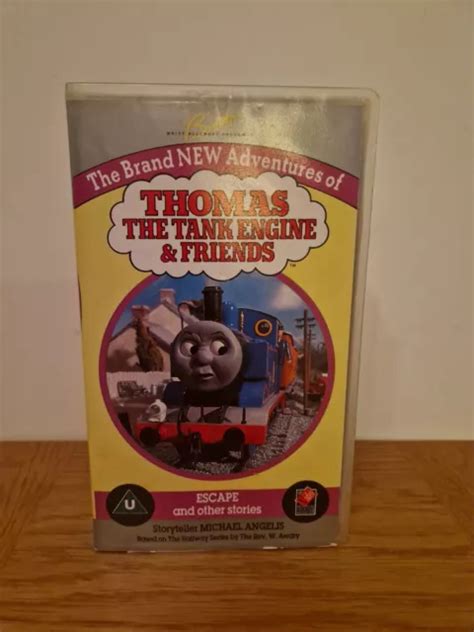 The Brand NEW Adventures of
THOMAS
THE TANK ENGINE
& FRIENDS
TM
ESCAPE
and other stories
U
Storyteller MICHAEL ANGELIS
Based on The Railway Series by The Rev. W. Awdry